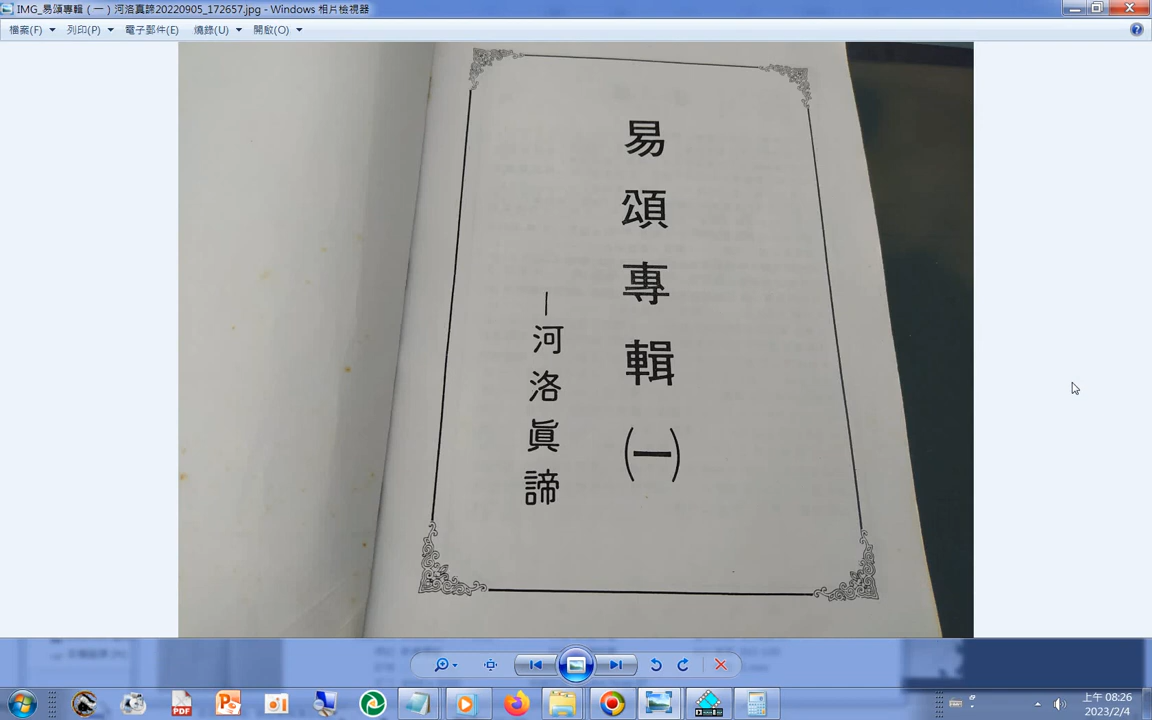 IMG_易頌專輯（一）河洛真諦20220905_172657.jpg - Windows 相片檢視器
檔案(F) 列印(P) 電子郵件(E) 燒錄(U) 開啟(O)
易頌專輯(一)
—河洛眞諦
上午 08:26
2023/2/4